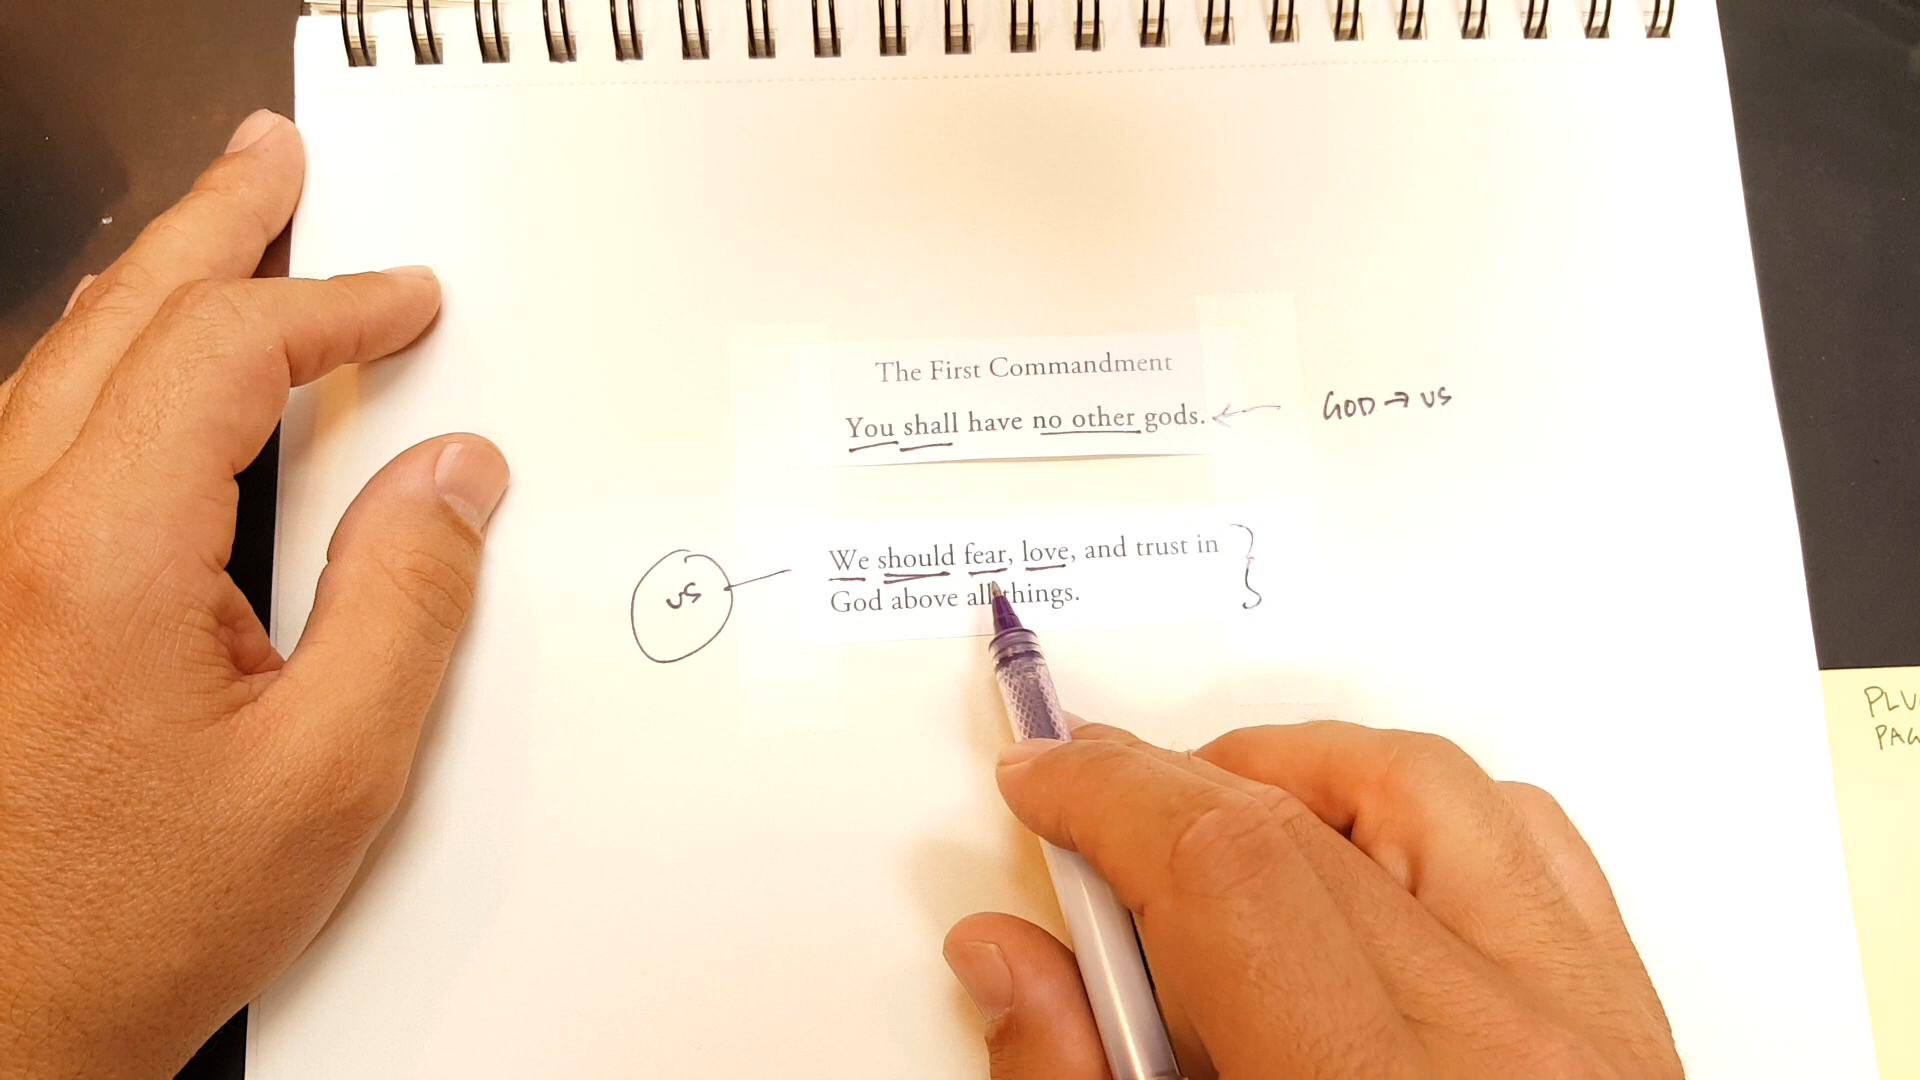 The First Commandment
You shall have no other gods.
GOD → US
We should fear, love, and trust in
God above all things.
US